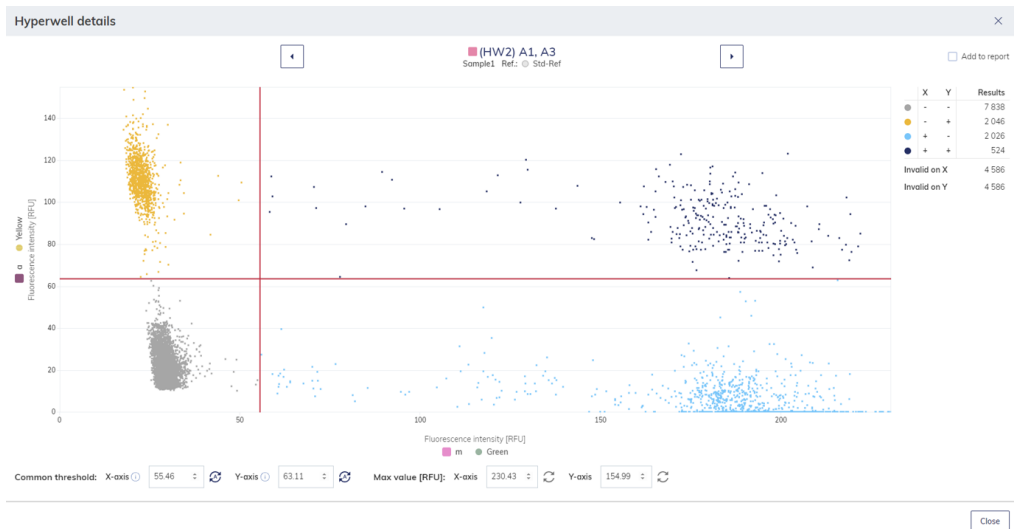 Hyperwell details
(HW2) A1, A3
Sample1 Ref.: Std-Ref
Add to report
X Y Results
- - 7 838
- + 2 046
+ - 2 026
+ + 524
Invalid on X 4 586
Invalid on Y 4 586
140
120
100
80
60
40
20
0
a Yellow
Fluorescence intensity [RFU]
0 50 100 150 200
Fluorescence intensity [RFU]
m Green
Common threshold: X-axis 55.46 Y-axis 63.11 Max value [RFU]: X-axis 230.43 Y-axis 154.99
Close